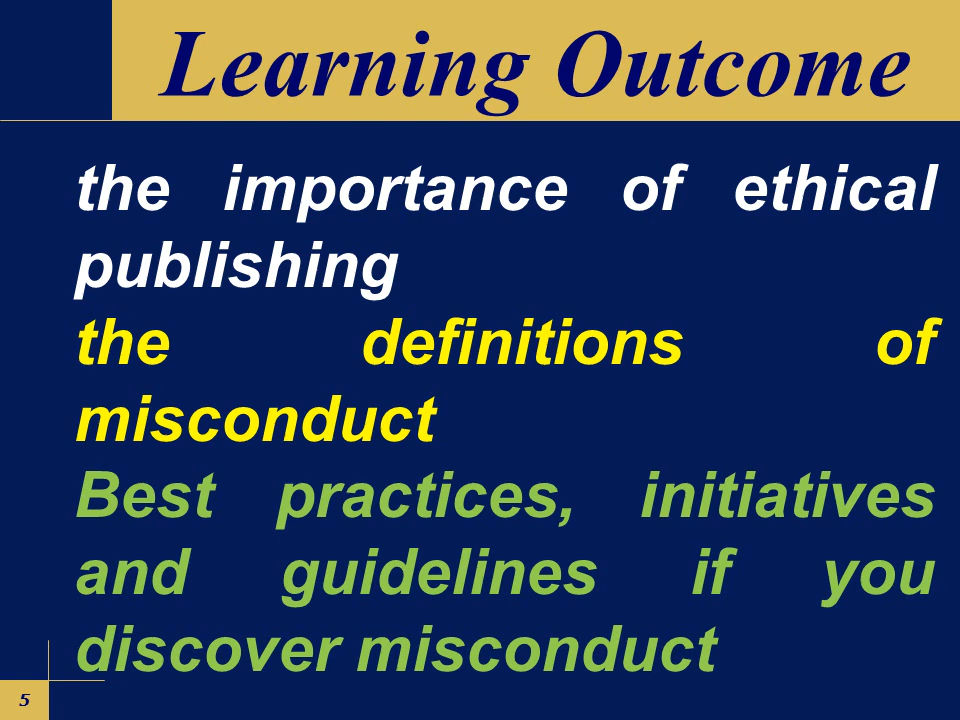 Learning Outcome
the importance of ethical
publishing
the definitions of
misconduct
Best practices, initiatives
and guidelines if you
discover misconduct
5